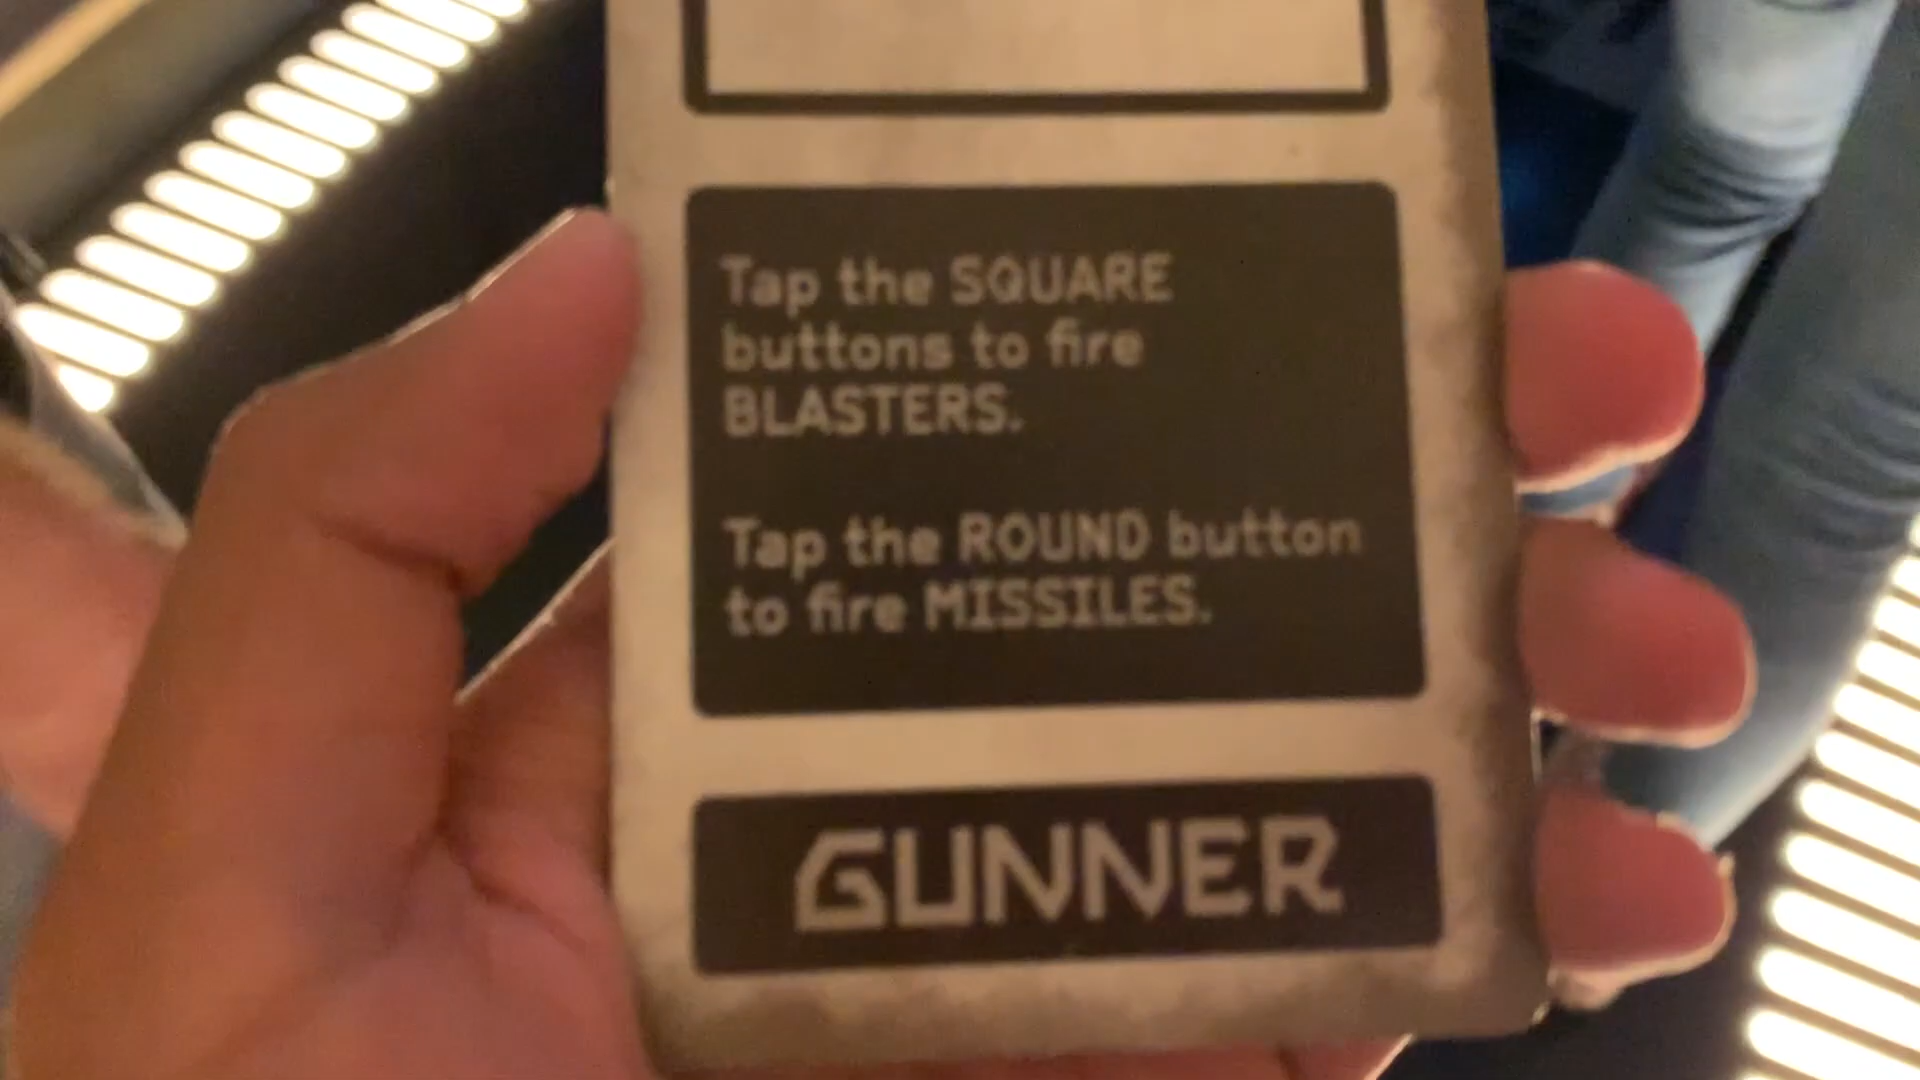 Tap the SQUARE
buttons to fire
BLASTERS.
Tap the ROUND button
to fire MISSILES.
GUNNER